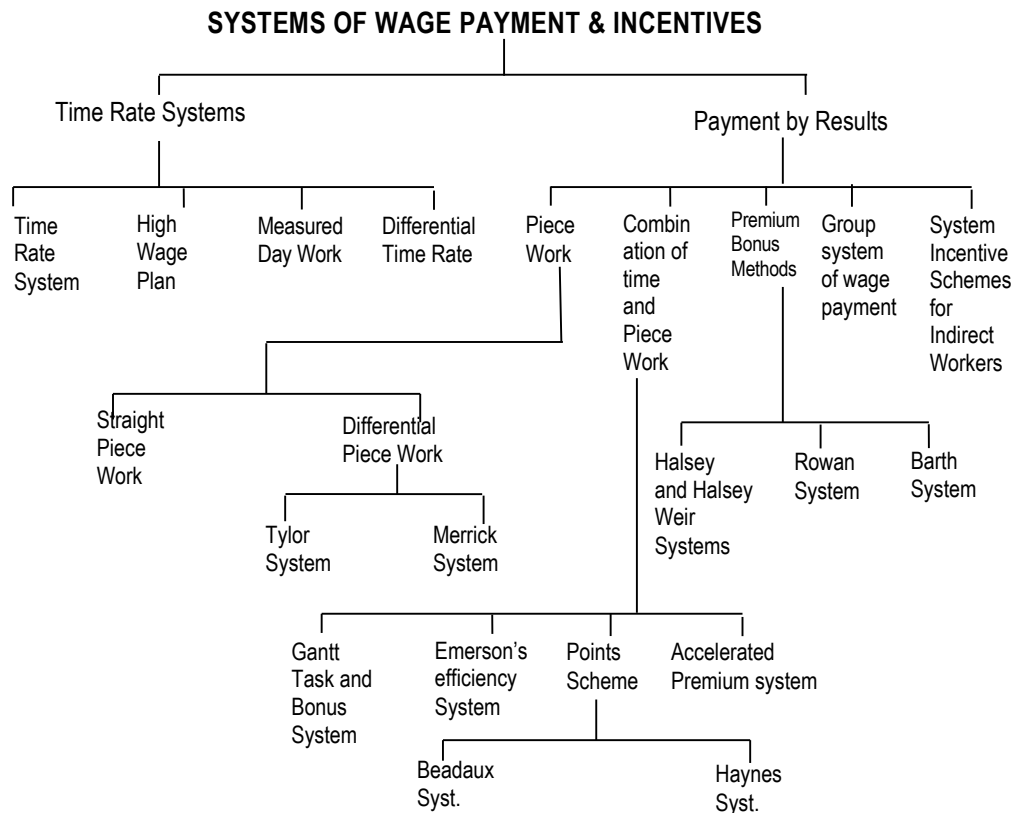 SYSTEMS OF WAGE PAYMENT & INCENTIVES
Time Rate Systems
Payment by Results
Time
Rate
System
High
Wage
Plan
Measured
Day Work
Differential
Time Rate
Piece
Work
Combin
ation of
time
and
Piece
Work
Premium
Bonus
Methods
Group
system
of wage
payment
System
Incentive
Schemes
for
Indirect
Workers
Straight
Piece
Work
Differential
Piece Work
Halsey
and Halsey
Weir
Systems
Rowan
System
Barth
System
Tylor
System
Merrick
System
Gantt
Task and
Bonus
System
Emerson’s
efficiency
System
Points
Scheme
Accelerated
Premium system
Beadaux
Syst.
Haynes
Syst.